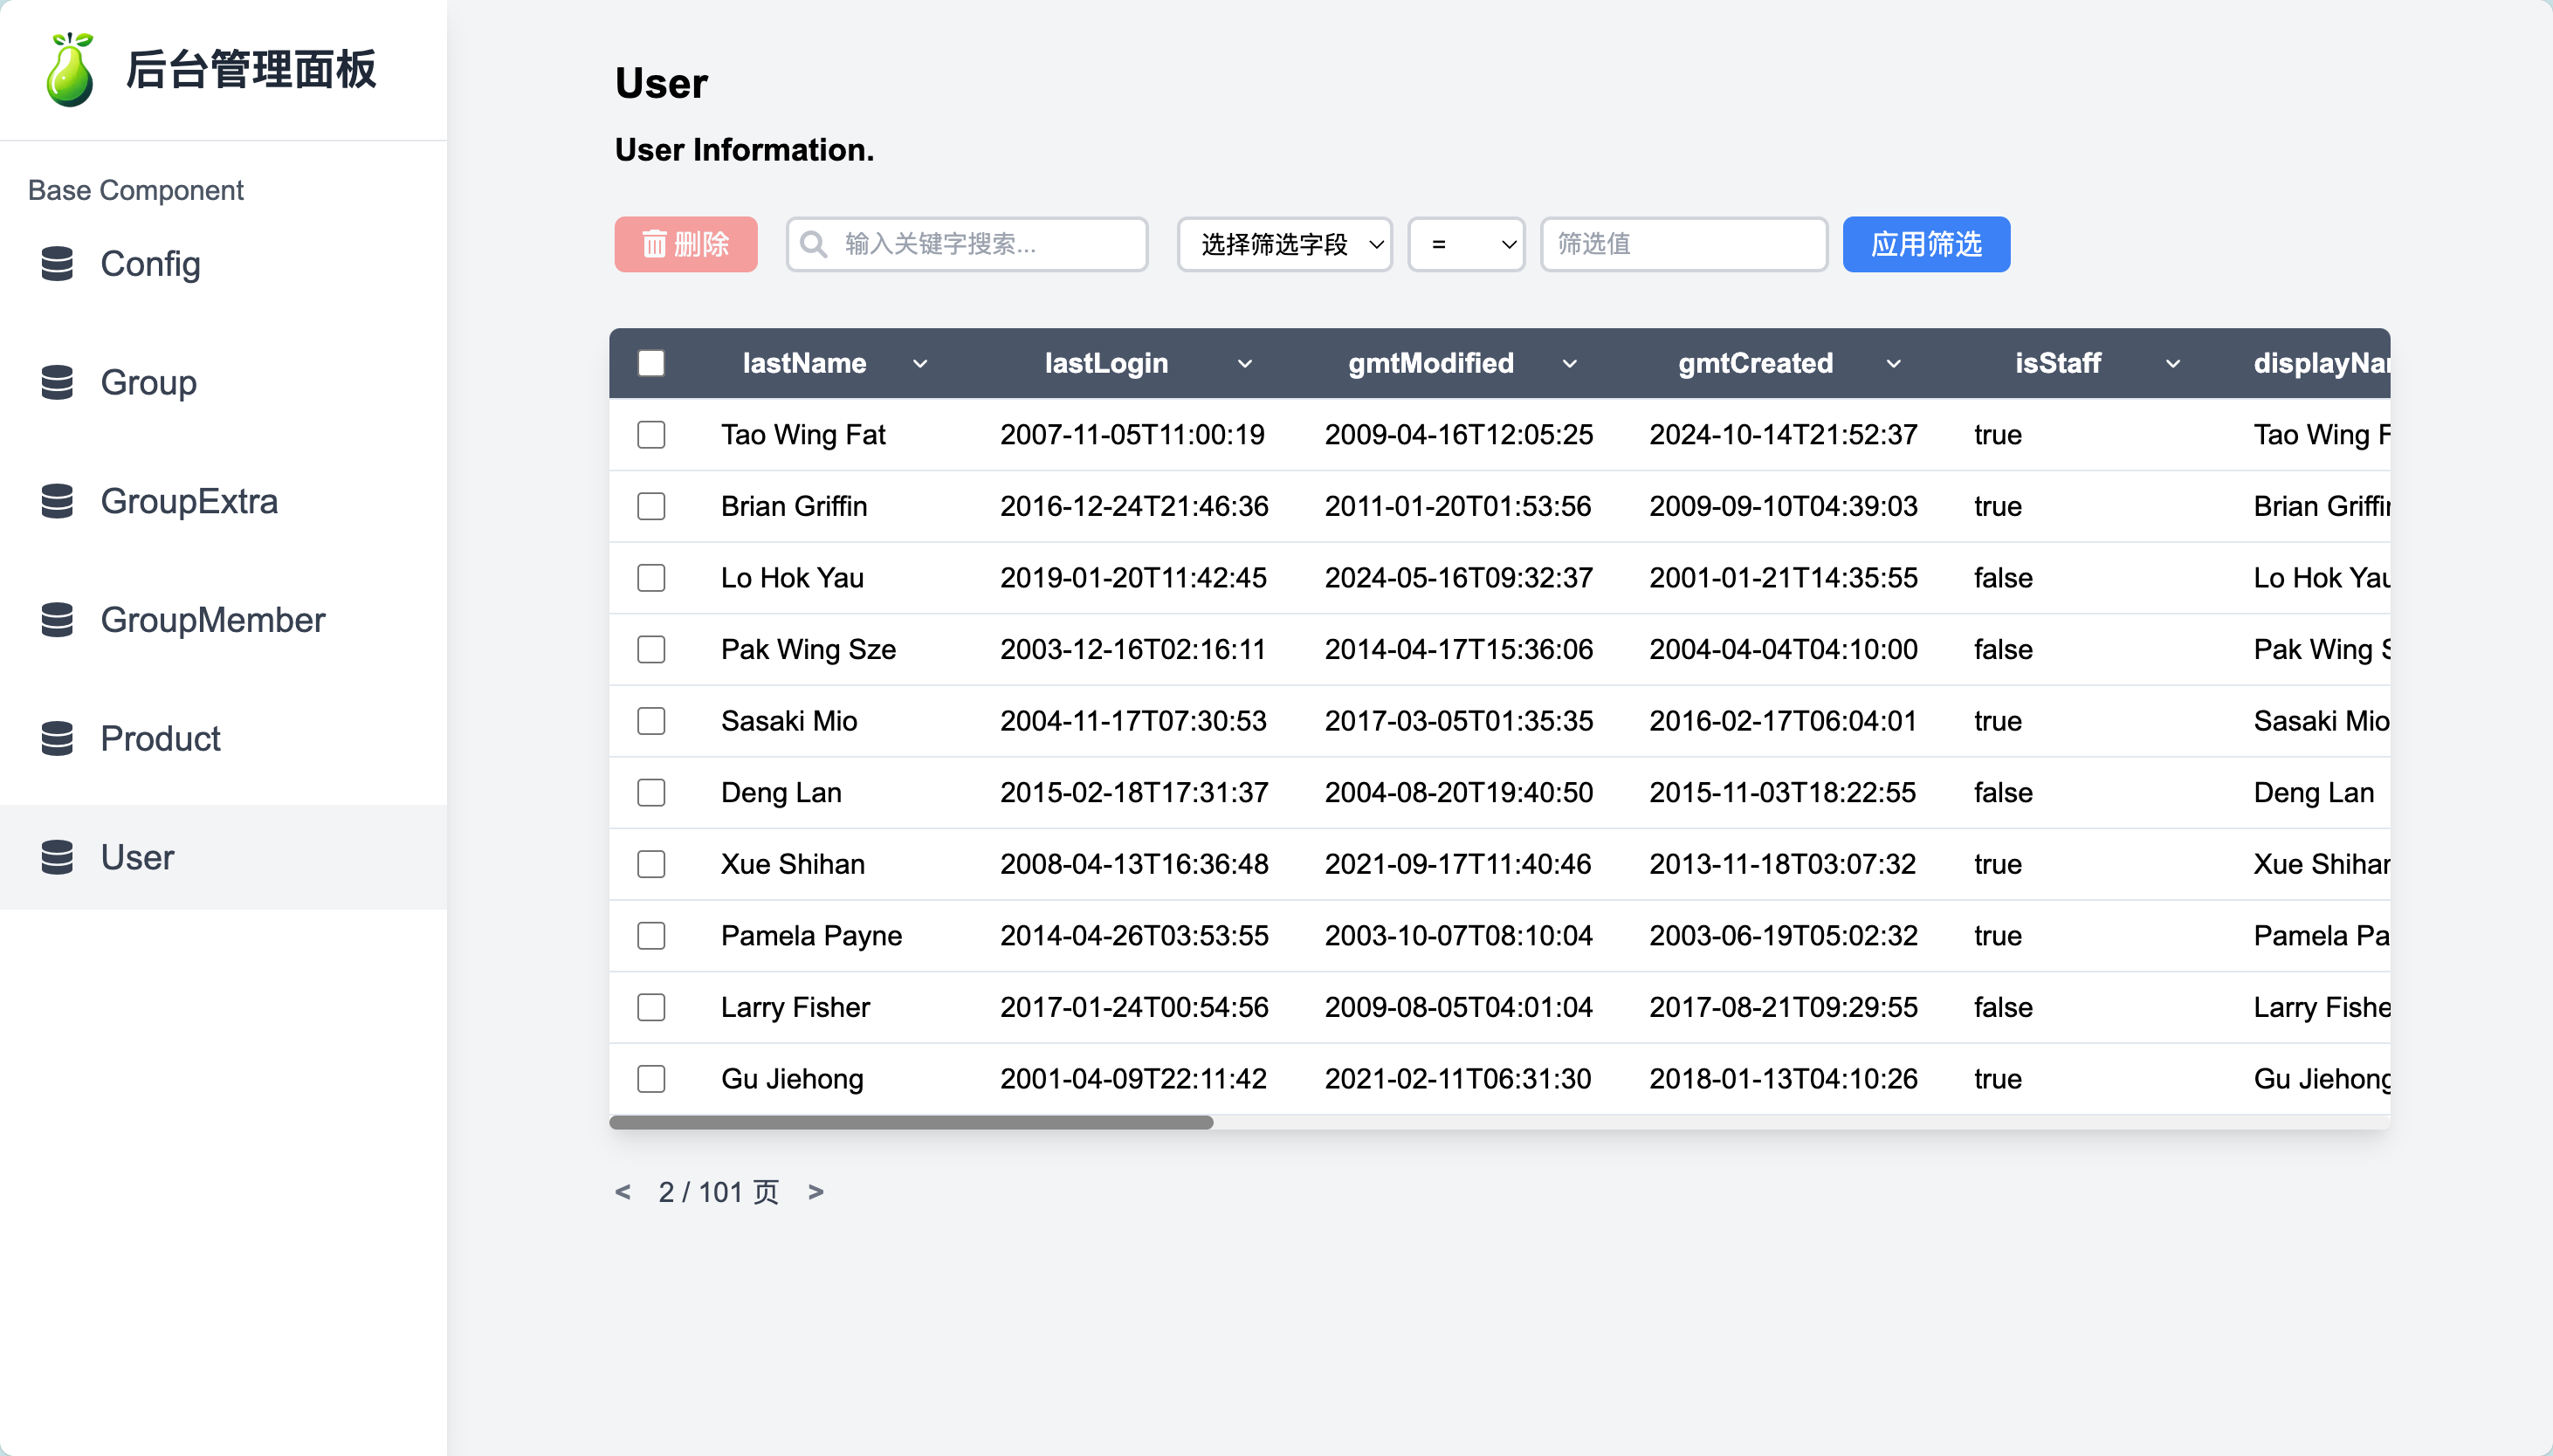 后台管理面板
Base Component
Config
Group
GroupExtra
GroupMember
Product
User
User
User Information.
删除 输入关键字搜索... 选择筛选字段 = 筛选值 应用筛选
lastName lastLogin gmtModified gmtCreated isStaff displayNar
Tao Wing Fat 2007-11-05T11:00:19 2009-04-16T12:05:25 2024-10-14T21:52:37 true Tao Wing F
Brian Griffin 2016-12-24T21:46:36 2011-01-20T01:53:56 2009-09-10T04:39:03 true Brian Griffin
Lo Hok Yau 2019-01-20T11:42:45 2024-05-16T09:32:37 2001-01-21T14:35:55 false Lo Hok Yau
Pak Wing Sze 2003-12-16T02:16:11 2014-04-17T15:36:06 2004-04-04T04:10:00 false Pak Wing S
Sasaki Mio 2004-11-17T07:30:53 2017-03-05T01:35:35 2016-02-17T06:04:01 true Sasaki Mio
Deng Lan 2015-02-18T17:31:37 2004-08-20T19:40:50 2015-11-03T18:22:55 false Deng Lan
Xue Shihan 2008-04-13T16:36:48 2021-09-17T11:40:46 2013-11-18T03:07:32 true Xue Shihan
Pamela Payne 2014-04-26T03:53:55 2003-10-07T08:10:04 2003-06-19T05:02:32 true Pamela Pa
Larry Fisher 2017-01-24T00:54:56 2009-08-05T04:01:04 2017-08-21T09:29:55 false Larry Fishe
Gu Jiehong 2001-04-09T22:11:42 2021-02-11T06:31:30 2018-01-13T04:10:26 true Gu Jiehong
< 2 / 101 页 >